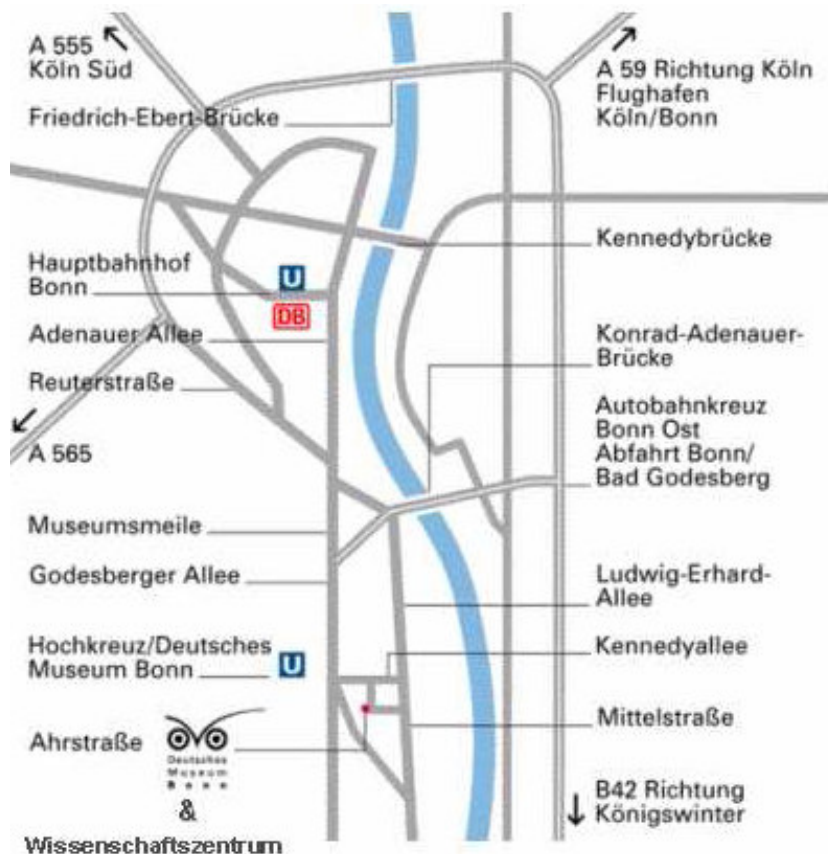 A 555
Köln Süd
A 59 Richtung Köln
Flughafen
Köln/Bonn
Friedrich-Ebert-Brücke
Kennedybrücke
Hauptbahnhof
Bonn
U
DB
Adenauer Allee
Reuterstraße
A 565
Konrad-Adenauer-
Brücke
Autobahnkreuz
Bonn Ost
Abfahrt Bonn/
Bad Godesberg
Museumsmeile
Godesberger Allee
Ludwig-Erhard-
Allee
Hochkreuz/Deutsches
Museum Bonn
U
Kennedyallee
Mittelstraße
Ahrstraße
Deutsches
Museum
Bonn
&
Wissenschaftszentrum
B42 Richtung
Königswinter